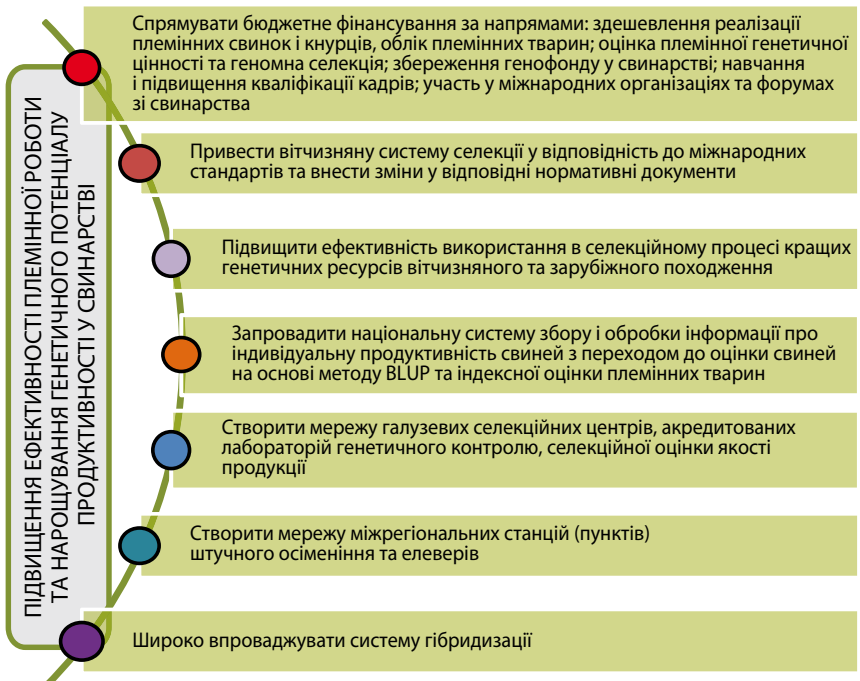 ПІДВИЩЕННЯ ЕФЕКТИВНОСТІ ПЛЕМІННОЇ РОБОТИ
ТА НАРОЩУВАННЯ ГЕНЕТИЧНОГО ПОТЕНЦІАЛУ
ПРОДУКТИВНОСТІ У СВИНАРСТВІ
Спрямувати бюджетне фінансування за напрямами: здешевлення реалізації
племінних свинок і кнурців, облік племінних тварин; оцінка племінної генетичної
цінності та геномна селекція; збереження генофонду у свинарстві; навчання
і підвищення кваліфікації кадрів; участь у міжнародних організаціях та форумах
зі свинарства
Привести вітчизняну систему селекції у відповідність до міжнародних
стандартів та внести зміни у відповідні нормативні документи
Підвищити ефективність використання в селекційному процесі кращих
генетичних ресурсів вітчизняного та зарубіжного походження
Запровадити національну систему збору і обробки інформації про
індивідуальну продуктивність свиней з переходом до оцінки свиней
на основі методу BLUP та індексної оцінки племінних тварин
Створити мережу галузевих селекційних центрів, акредитованих
лабораторій генетичного контролю, селекційної оцінки якості
продукції
Створити мережу міжрегіональних станцій (пунктів)
штучного осіменіння та елеверів
Широко впроваджувати систему гібридизації